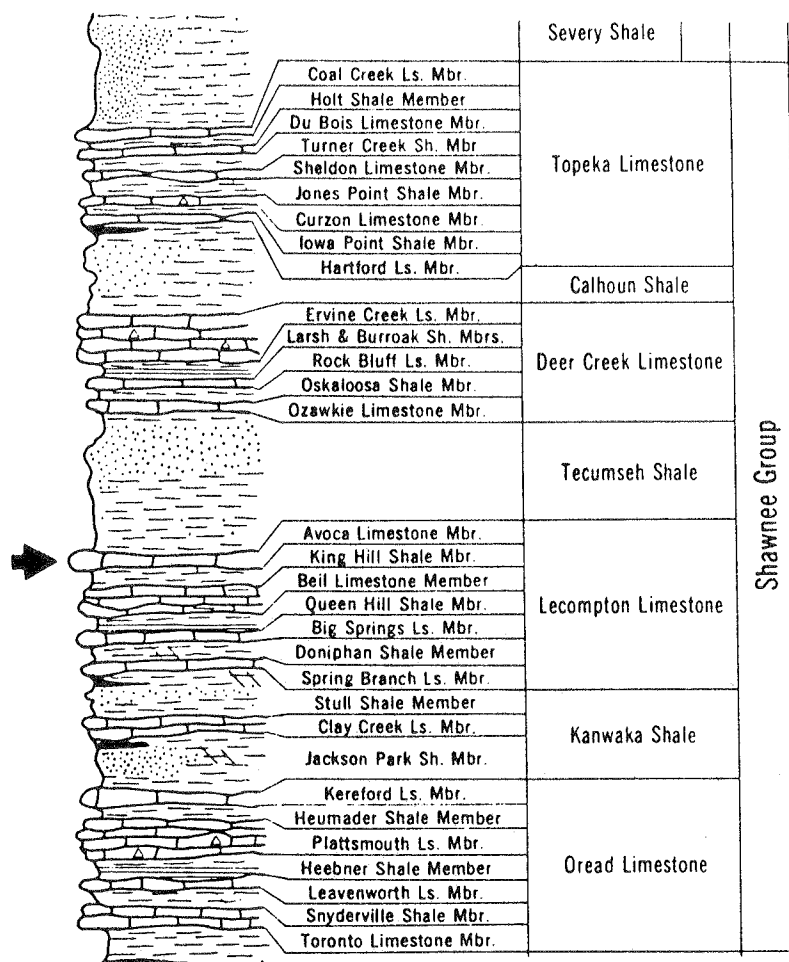 Severy Shale
Coal Creek Ls. Mbr.
Holt Shale Member
Du Bois Limestone Mbr.
Turner Creek Sh. Mbr
Sheldon Limestone Mbr.
Jones Point Shale Mbr.
Curzon Limestone Mbr.
Iowa Point Shale Mbr.
Hartford Ls. Mbr.
Topeka Limestone
Calhoun Shale
Ervine Creek Ls. Mbr.
Larsh & Burroak Sh. Mbrs.
Rock Bluff Ls. Mbr.
Oskaloosa Shale Mbr.
Ozawkie Limestone Mbr.
Deer Creek Limestone
Tecumseh Shale
Avoca Limestone Mbr.
King Hill Shale Mbr.
Beil Limestone Member
Queen Hill Shale Mbr.
Big Springs Ls. Mbr.
Doniphan Shale Member
Spring Branch Ls. Mbr.
Lecompton Limestone
Stull Shale Member
Clay Creek Ls. Mbr.
Jackson Park Sh. Mbr.
Kanwaka Shale
Kereford Ls. Mbr.
Heumader Shale Member
Plattsmouth Ls. Mbr.
Heebner Shale Member
Leavenworth Ls. Mbr.
Snyderville Shale Mbr.
Toronto Limestone Mbr.
Oread Limestone
Shawnee Group